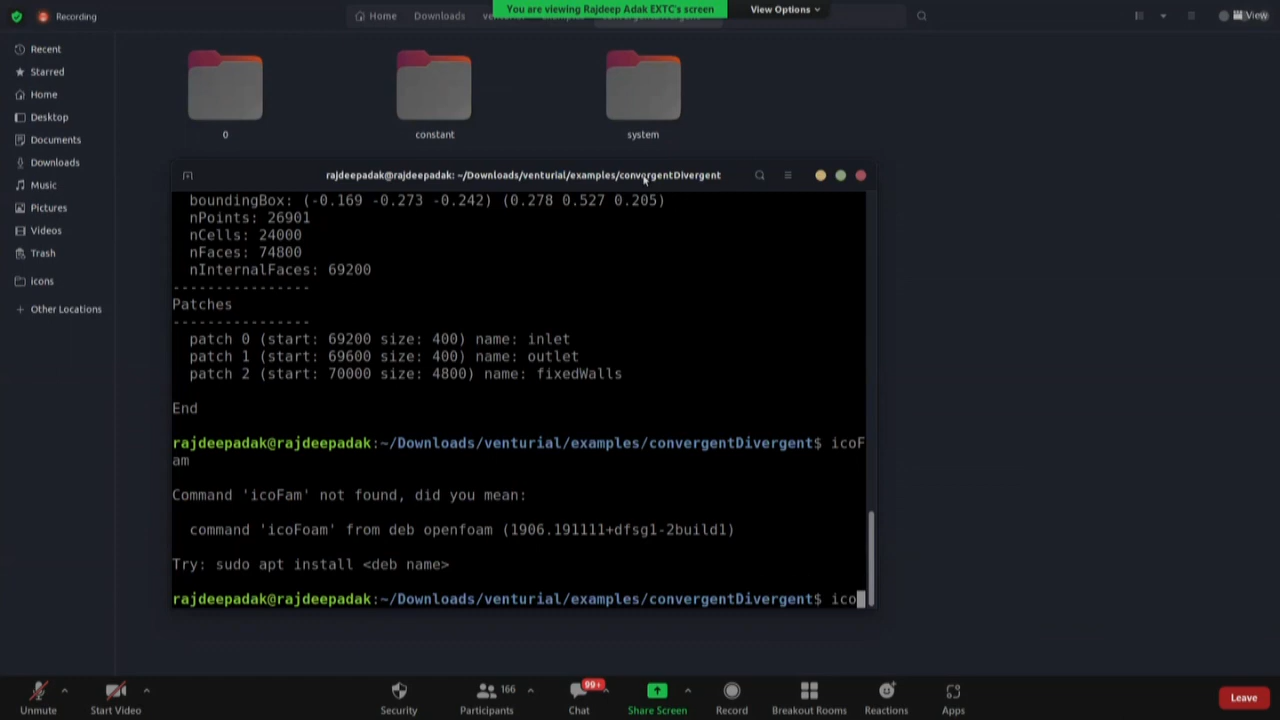 You are viewing Rajdeep Adak EXTC's screen
View Options
Recording
Home
Downloads
View
Recent
Starred
Home
Desktop
Documents
Downloads
Music
Pictures
Videos
Trash
icons
+ Other Locations
0
constant
system
rajdeepadak@rajdeepadak: ~/Downloads/venturial/examples/convergentDivergent
boundingBox: (-0.169 -0.273 -0.242) (0.278 0.527 0.205)
nPoints: 26901
nCells: 24000
nFaces: 74800
nInternalFaces: 69200
----------------
Patches
----------------
patch 0 (start: 69200 size: 400) name: inlet
patch 1 (start: 69600 size: 400) name: outlet
patch 2 (start: 70000 size: 4800) name: fixedWalls
End
rajdeepadak@rajdeepadak:~/Downloads/venturial/examples/convergentDivergent$ icoF
am
Command 'icoFam' not found, did you mean:
command 'icoFoam' from deb openfoam (1906.191111+dfsg1-2build1)
Try: sudo apt install <deb name>
rajdeepadak@rajdeepadak:~/Downloads/venturial/examples/convergentDivergent$ ico
Unmute
Start Video
Security
Participants
166
Chat
99+
Share Screen
Record
Breakout Rooms
Reactions
Apps
Leave